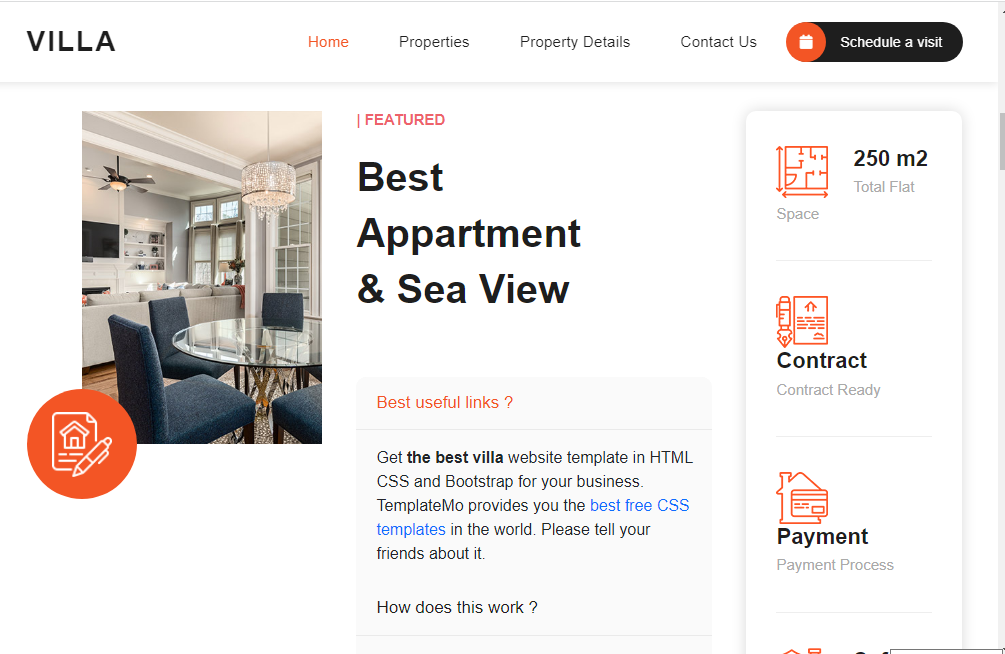 VILLA
Home
Properties
Property Details
Contact Us
Schedule a visit
| FEATURED
Best
Appartment
& Sea View
Best useful links ?
Get the best villa website template in HTML
CSS and Bootstrap for your business.
TemplateMo provides you the best free CSS
templates in the world. Please tell your
friends about it.
How does this work ?
250 m2
Total Flat
Space
Contract
Contract Ready
Payment
Payment Process